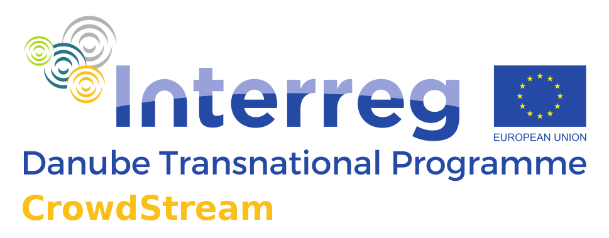 Interreg
EUROPEAN UNION
Danube Transnational Programme
CrowdStream